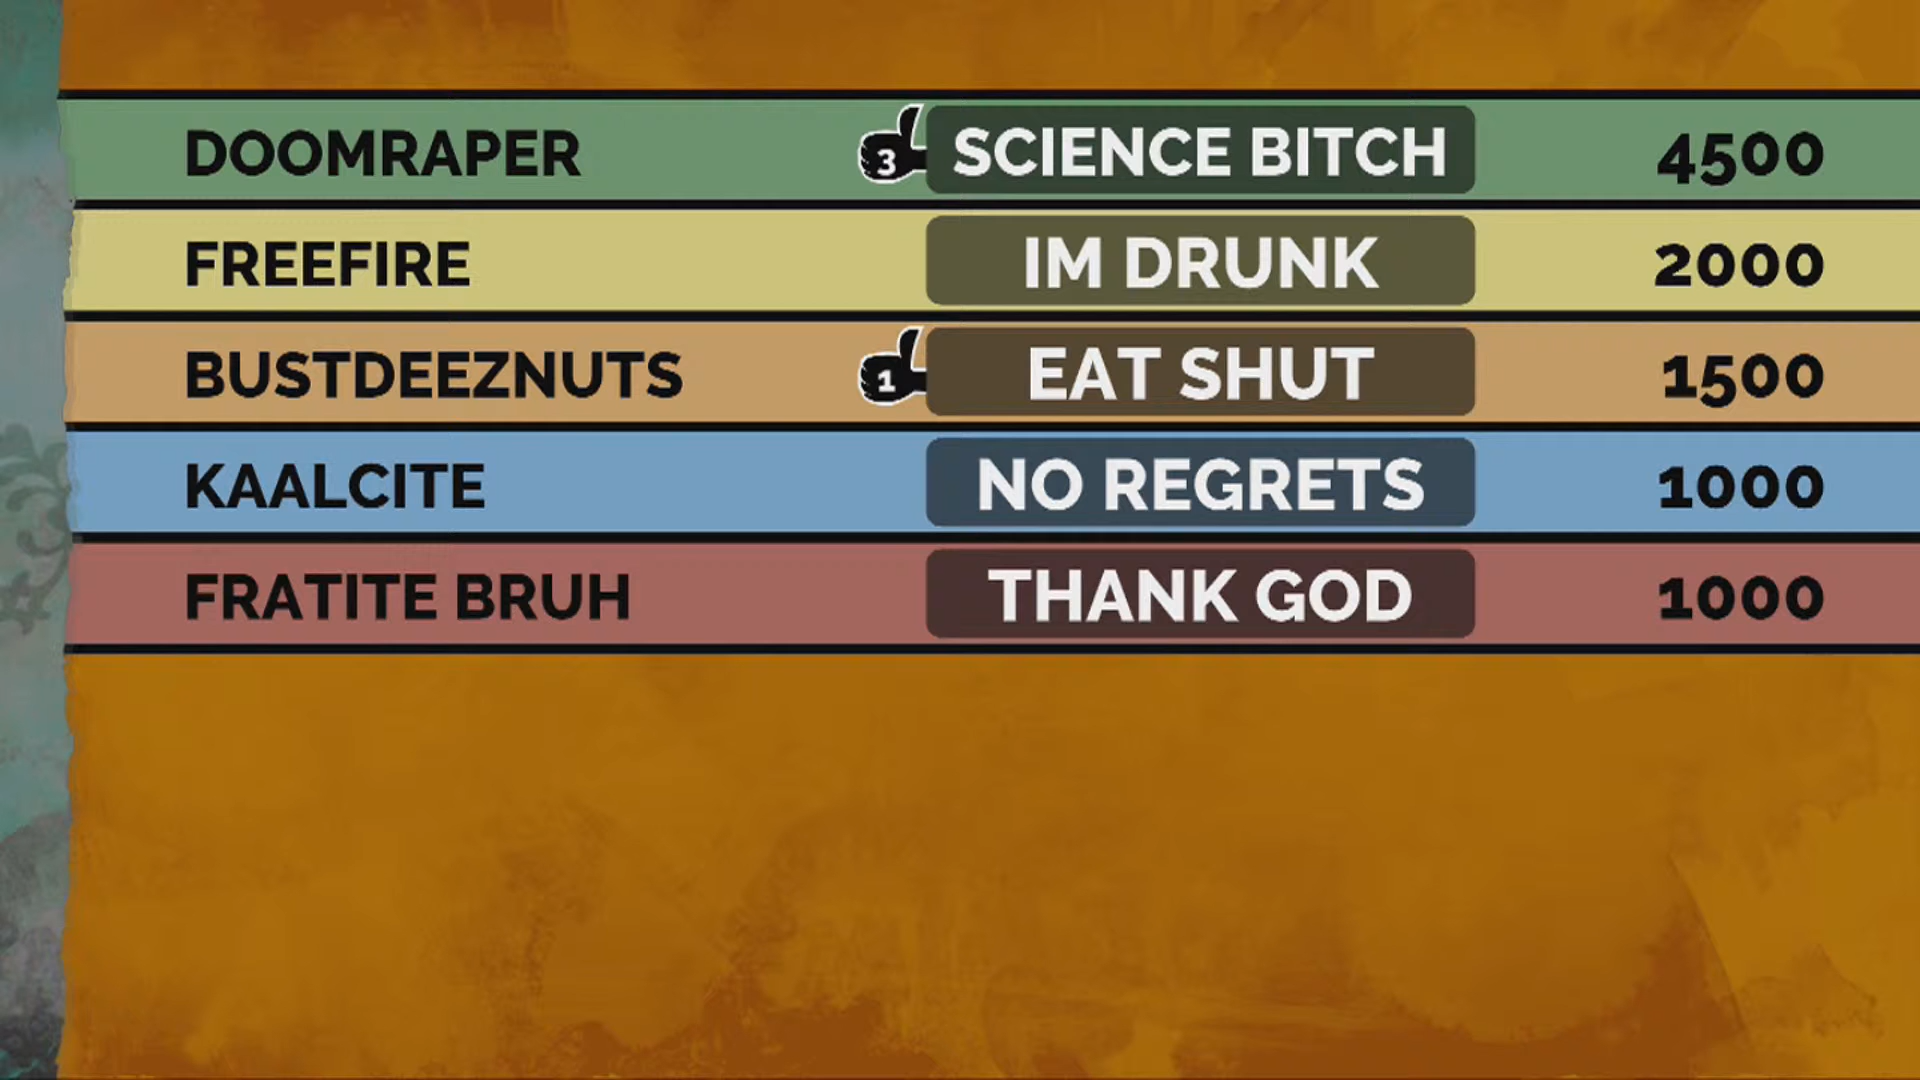 DOOMRAPER 3 SCIENCE BITCH 4500
FREEFIRE IM DRUNK 2000
BUSTDEEZNUTS 1 EAT SHUT 1500
KAALCITE NO REGRETS 1000
FRATITE BRUH THANK GOD 1000